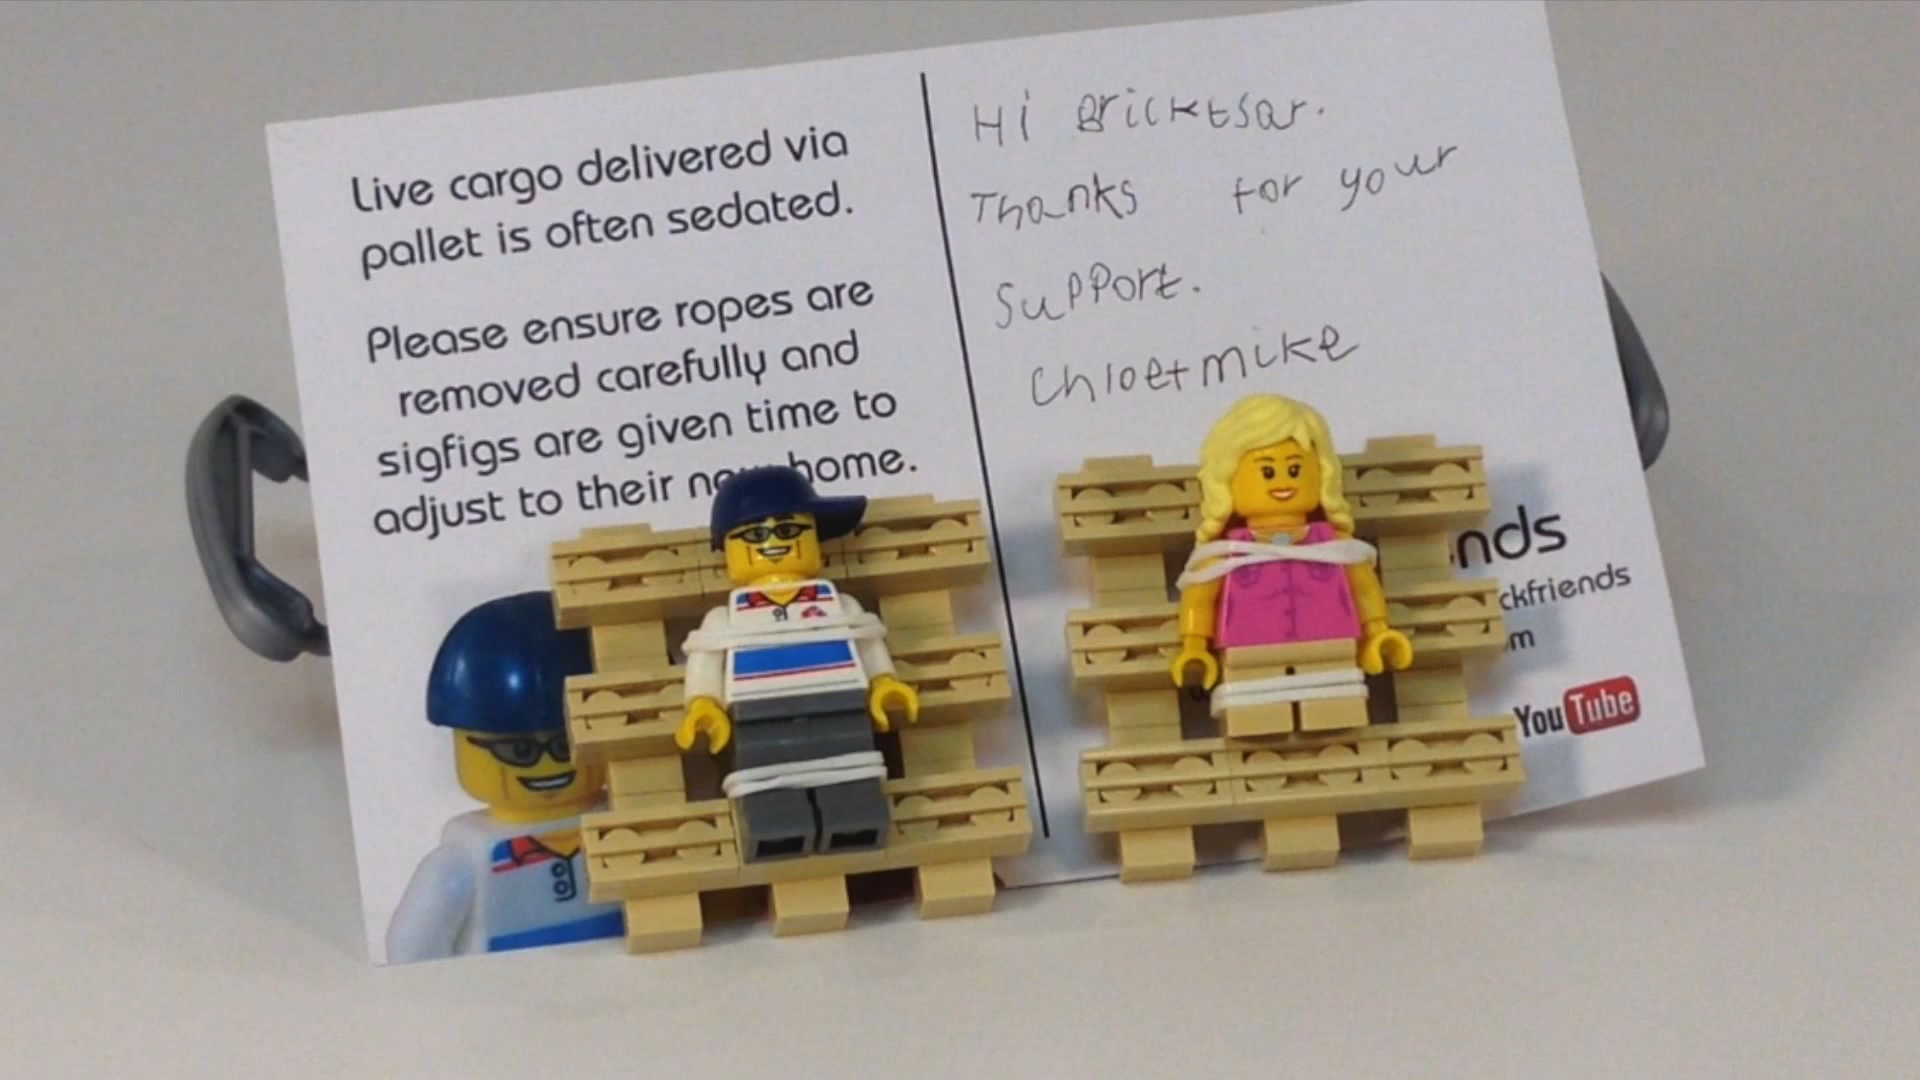 Live cargo delivered via
pallet is often sedated.
Please ensure ropes are
removed carefully and
sigfigs are given time to
adjust to their home.
Hi Bricktsar.
Thanks for your
Support.
Chloe+mike
nds
ckfriends
m
YouTube